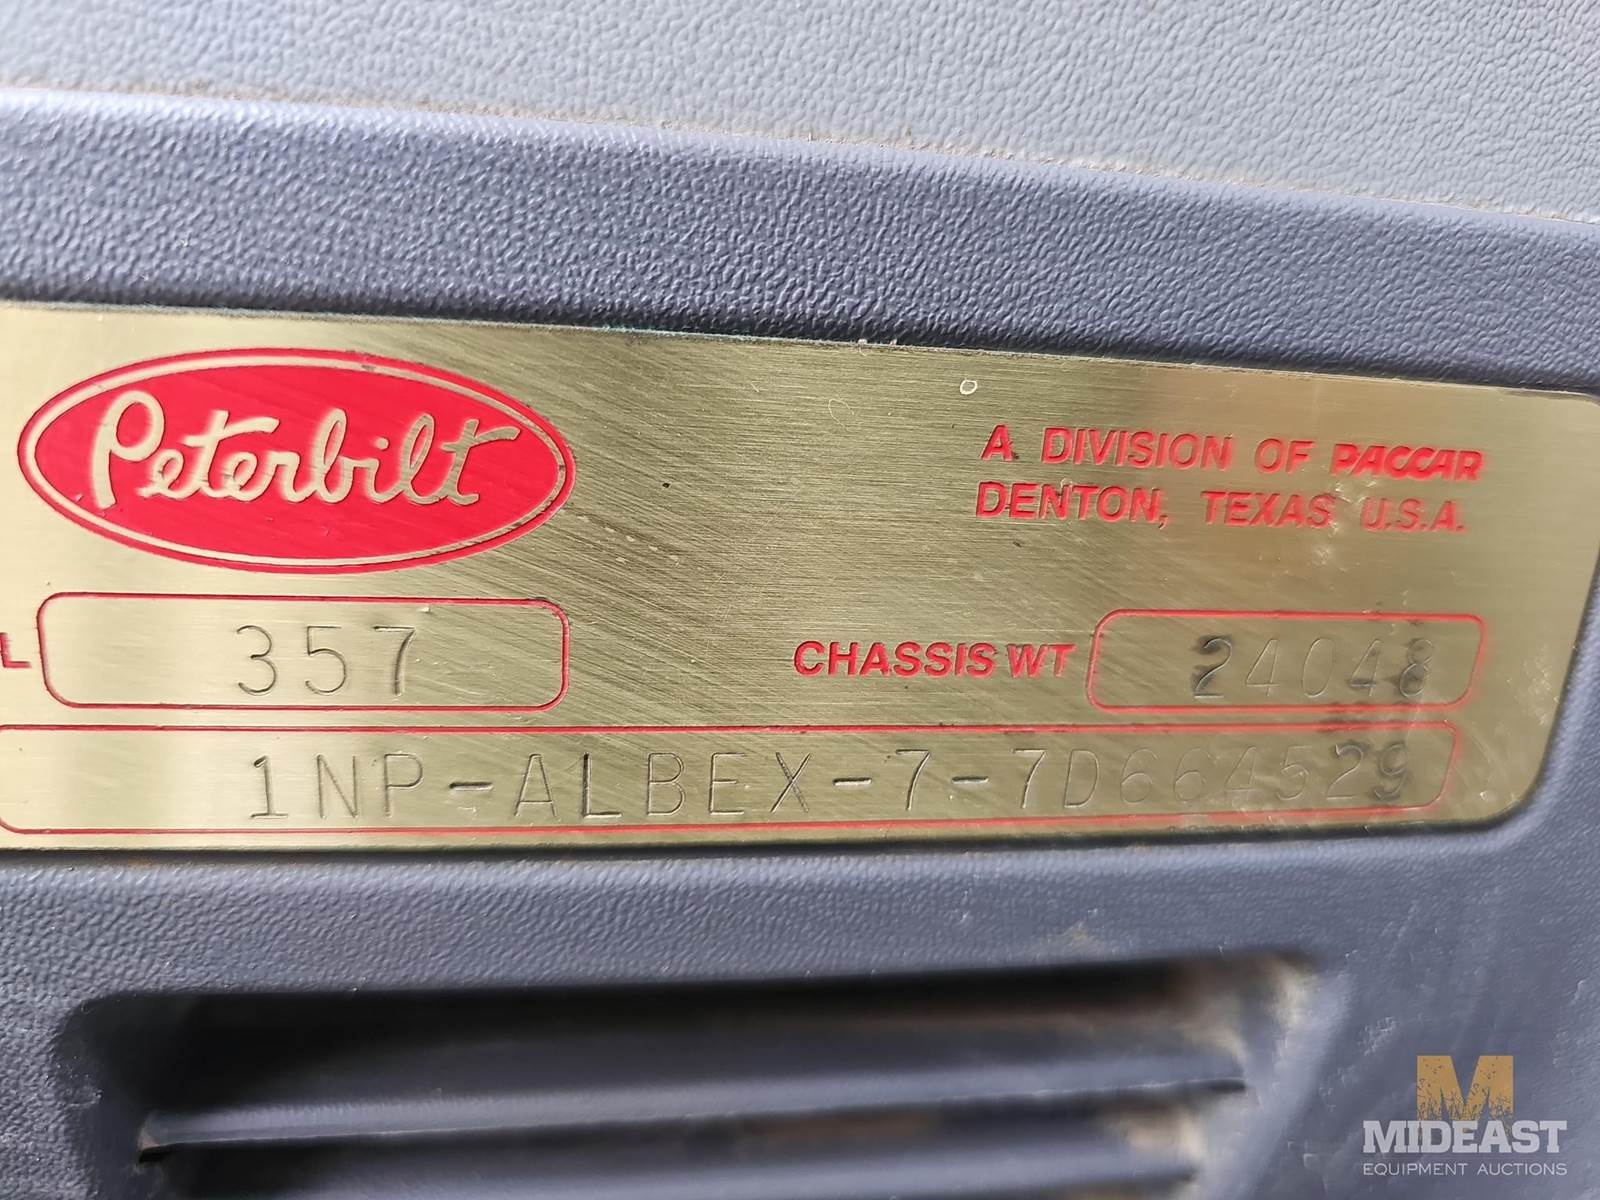 Peterbilt
A DIVISION OF PACCAR
DENTON, TEXAS U.S.A.
L 357 CHASSIS WT 24048
1NP-ALBEX-7-7D664529
M
MIDEAST
EQUIPMENT AUCTIONS